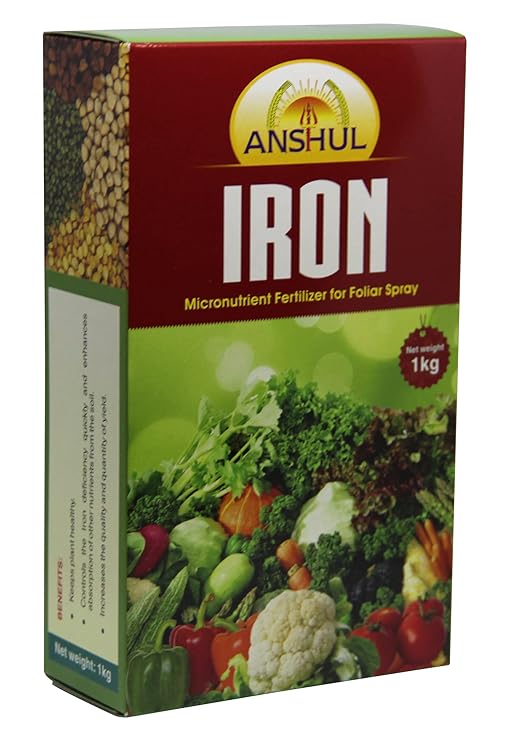 ANSHUL
IRON
Micronutrient Fertilizer for Foliar Spray
Net weight
1kg
BENEFITS:
• Keeps plant healthy.
• Controls the Iron deficiency quickly and enhances
absorption of other nutrients from the soil.
• Increases the quality and quantity of yield.
Net weight: 1kg